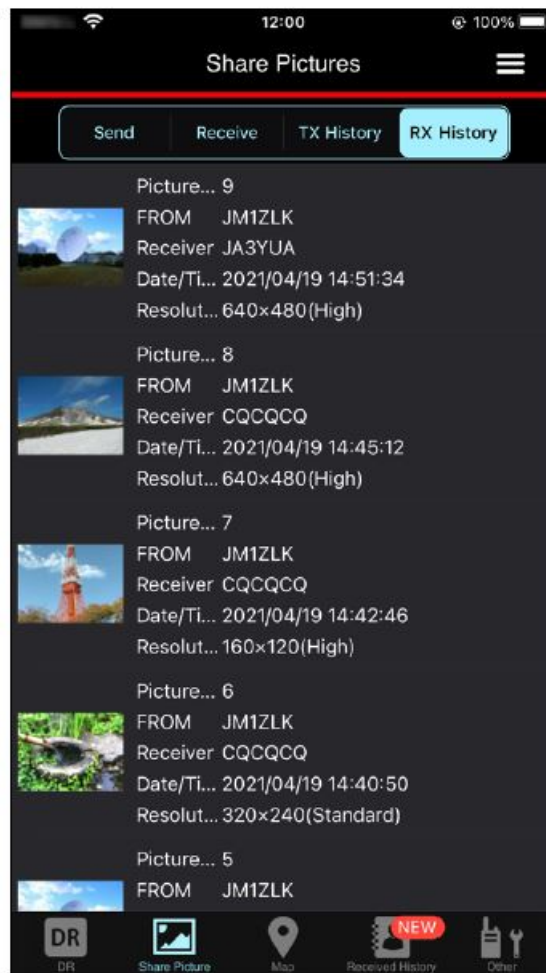 12:00
100%
Share Pictures
Send Receive TX History RX History
Picture... 9
FROM JM1ZLK
Receiver JA3YUA
Date/Ti... 2021/04/19 14:51:34
Resolut... 640×480(High)
Picture... 8
FROM JM1ZLK
Receiver CQCQCQ
Date/Ti... 2021/04/19 14:45:12
Resolut... 640×480(High)
Picture... 7
FROM JM1ZLK
Receiver CQCQCQ
Date/Ti... 2021/04/19 14:42:46
Resolut... 160×120(High)
Picture... 6
FROM JM1ZLK
Receiver CQCQCQ
Date/Ti... 2021/04/19 14:40:50
Resolut... 320×240(Standard)
Picture... 5
FROM JM1ZLK
DR NEW
DR Share Picture Map Received History Other